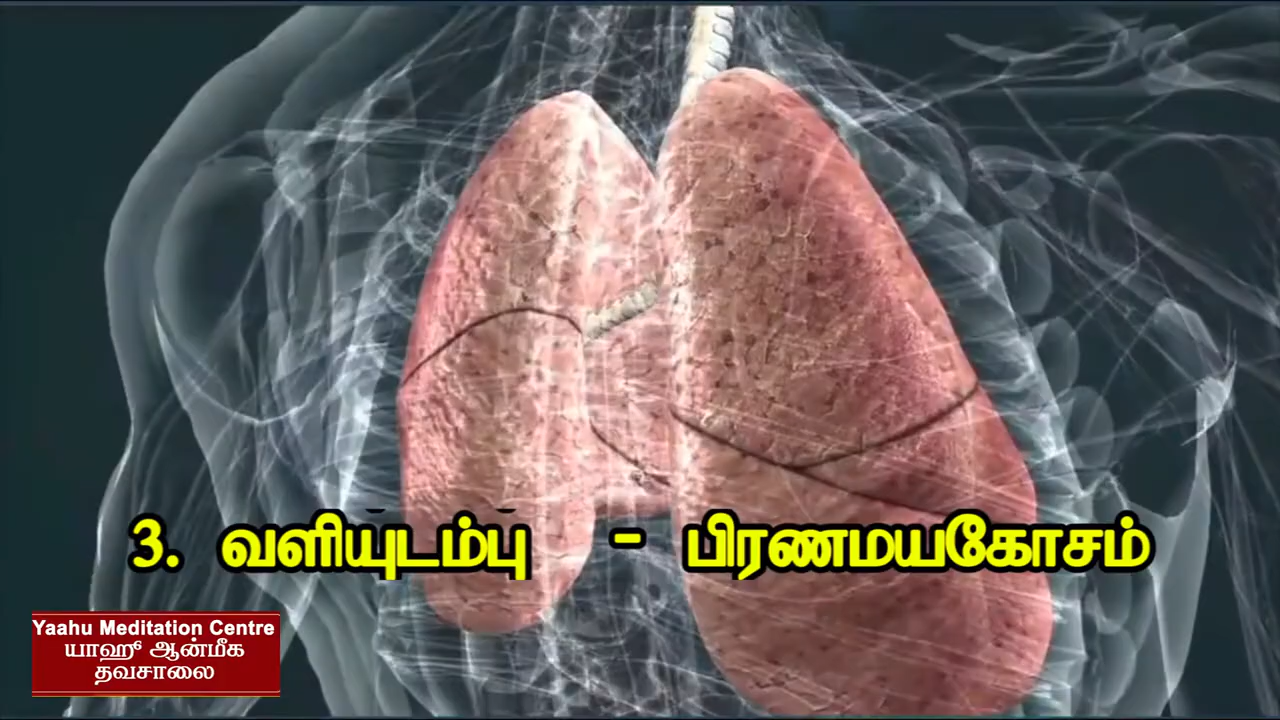 3. வளியுடம்பு - பிரணமயகோசம்
Yaahu Meditation Centre
யாஹூ ஆன்மீக
தவசாலை